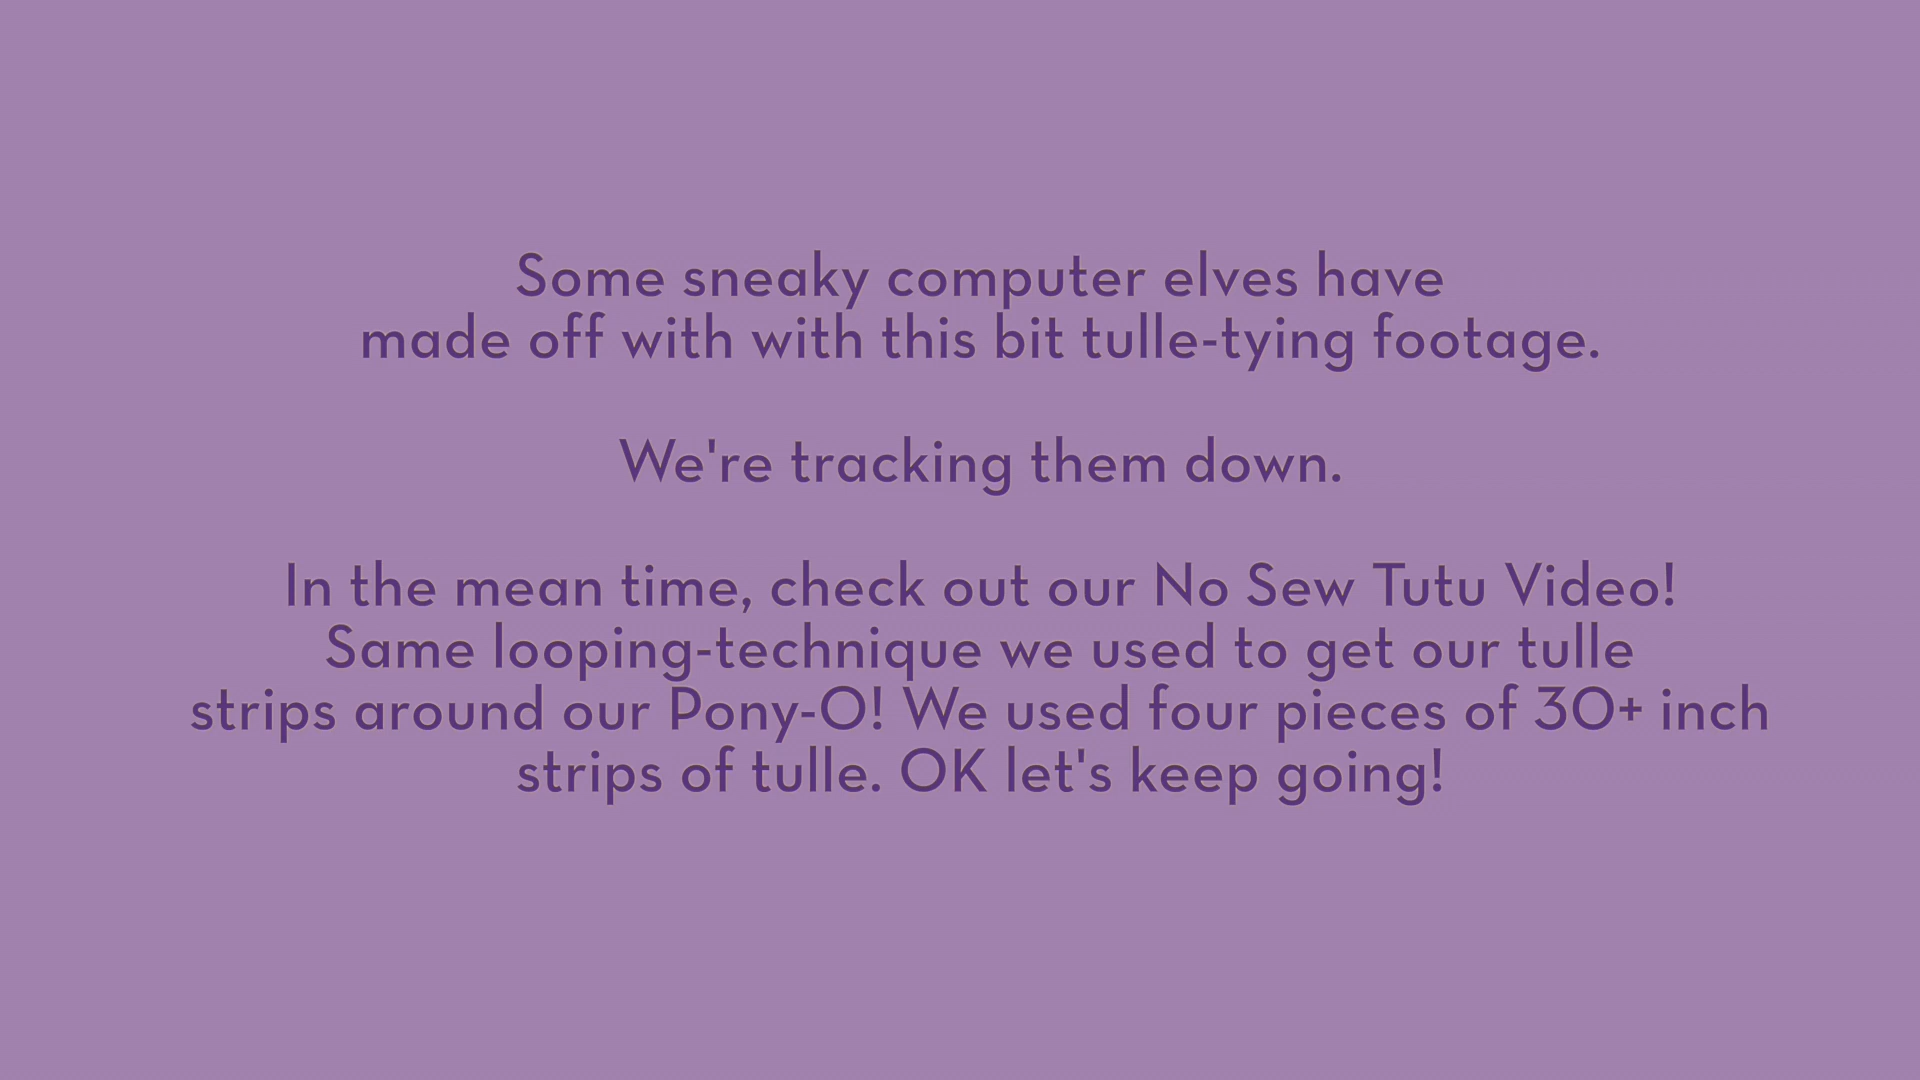 Some sneaky computer elves have
made off with with this bit tulle-tying footage.
We're tracking them down.
In the mean time, check out our No Sew Tutu Video!
Same looping-technique we used to get our tulle
strips around our Pony-O! We used four pieces of 30+ inch
strips of tulle. OK let's keep going!